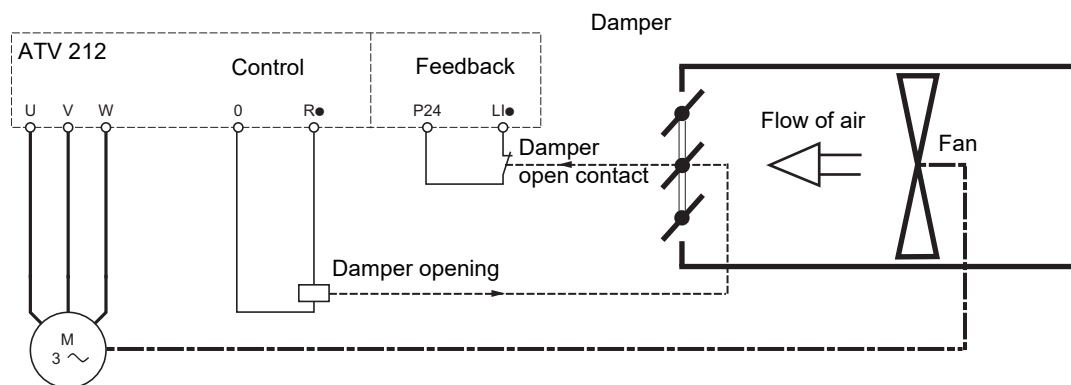 Damper
ATV 212
Control
Feedback
U V W 0 R● P24 LI●
Damper
open contact
Flow of air
Fan
Damper opening
M
3 ~